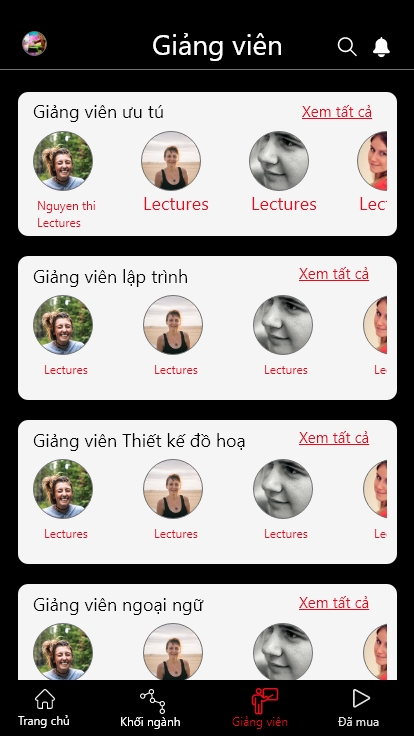 Giảng viên
Giảng viên ưu tú
Xem tất cả
Nguyen thi
Lectures
Lectures
Lectures
Lect
Giảng viên lập trình
Xem tất cả
Lectures
Lectures
Lectures
Le
Giảng viên Thiết kế đồ hoạ
Xem tất cả
Lectures
Lectures
Lectures
Le
Giảng viên ngoại ngữ
Xem tất cả
Trang chủ
Khối ngành
Giảng viên
Đã mua